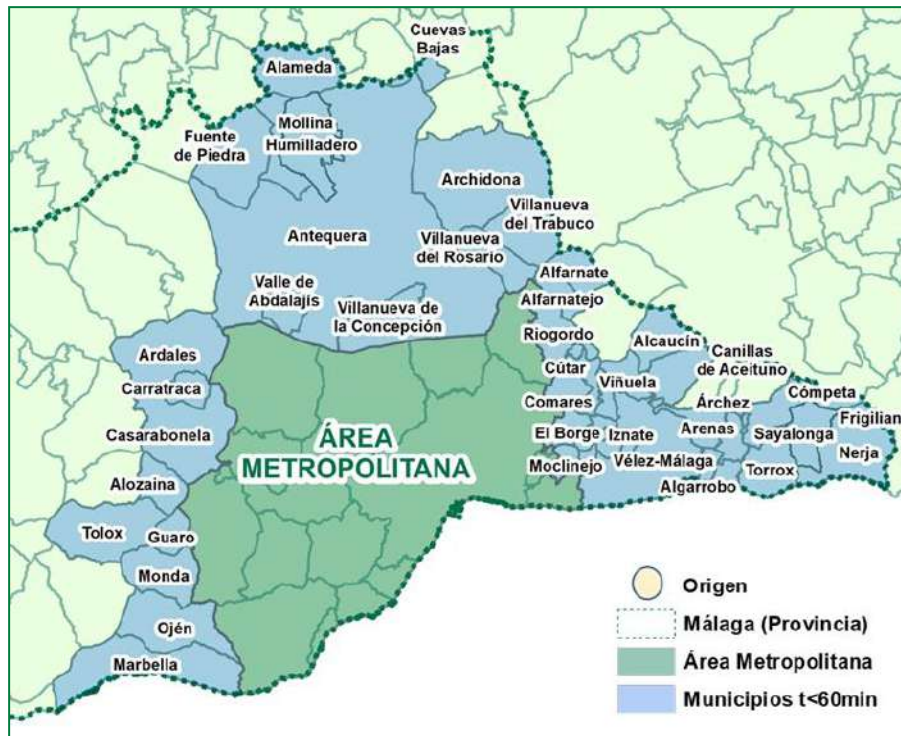 Cuevas
Bajas
Alameda
Mollina
Humilladero
Fuente
de Piedra
Archidona
Villanueva
del Trabuco
Antequera
Villanueva
del Rosario
Alfarnate
Valle de
Abdalajís
Villanueva de
la Concepción
Alfarnatejo
Riogordo
Alcaucín
Ardales
Canillas
de Aceituno
Cútar
Carratraca
Viñuela
Cómpeta
Comares
Árchez
Frigilian
Casarabonela
ÁREA
METROPOLITANA
El Borge
Iznate
Arenas
Sayalonga
Nerja
Moclinejo
Vélez-Málaga
Torrox
Alozaina
Algarrobo
Tolox
Guaro
Monda
Ojén
Marbella
Origen
Málaga (Provincia)
Área Metropolitana
Municipios t<60min